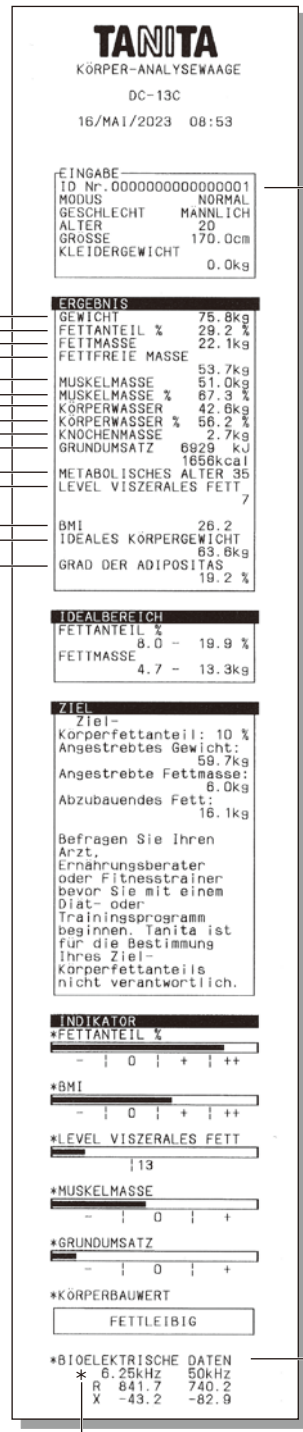 TANITA
KÖRPER-ANALYSEWAAGE
DC-13C
16/MAI/2023 08:53
EINGABE
ID Nr.0000000000000001
MODUS NORMAL
GESCHLECHT MÄNNLICH
ALTER 20
GRÖSSE 170.0cm
KLEIDERGEWICHT
0.0kg
ERGEBNIS
GEWICHT 75.8kg
FETTANTEIL % 29.2 %
FETTMASSE 22.1kg
FETTFREIE MASSE
53.7kg
MUSKELMASSE 51.0kg
MUSKELMASSE % 67.3 %
KÖRPERWASSER 42.6kg
KÖRPERWASSER % 56.2 %
KNOCHENMASSE 2.7kg
GRUNDUMSATZ 6929 kJ
1656kcal
METABOLISCHES ALTER 35
LEVEL VISZERALES FETT
7
BMI 26.2
IDEALES KÖRPERGEWICHT
63.6kg
GRAD DER ADIPOSITAS
19.2 %
IDEALBEREICH
FETTANTEIL %
8.0 - 19.9 %
FETTMASSE
4.7 - 13.3kg
ZIEL
Ziel-
Korperfettanteil: 10 %
Angestrebtes Gewicht:
59.7kg
Angestrebte Fettmasse:
6.0kg
Abzubauendes Fett:
16.1kg
Befragen Sie Ihren
Arzt,
Ernährungsberater
oder Fitnesstrainer
bevor Sie mit einem
Diat- oder
Trainingsprogramm
beginnen. Tanita ist
für die Bestimmung
Ihres Ziel-
Korperfettanteils
nicht verantwortlich.
INDIKATOR
*FETTANTEIL %
- | 0 | + | ++
*BMI
- | 0 | + | ++
*LEVEL VISZERALES FETT
|13
*MUSKELMASSE
- | 0 | +
*GRUNDUMSATZ
- | 0 | +
*KÖRPERBAUWERT
FETTLEIBIG
*BIOELEKTRISCHE DATEN
* 6.25kHz 50kHz
R 841.7 740.2
X -43.2 -82.9